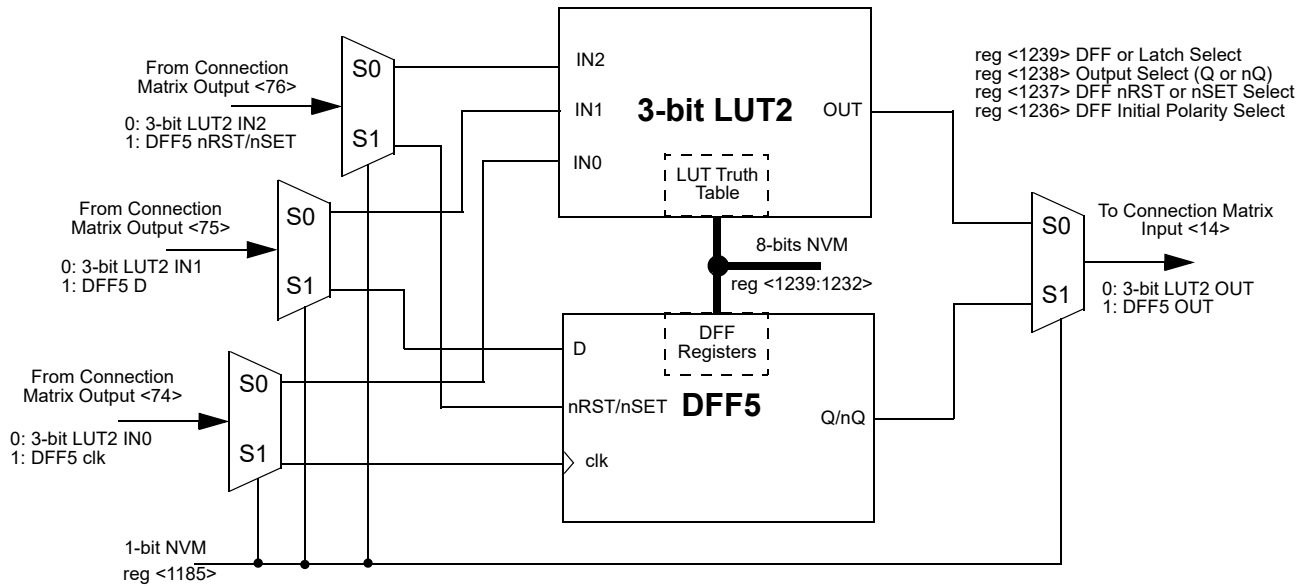 From Connection
Matrix Output <76>
0: 3-bit LUT2 IN2
1: DFF5 nRST/nSET
S0
S1
From Connection
Matrix Output <75>
0: 3-bit LUT2 IN1
1: DFF5 D
S0
S1
From Connection
Matrix Output <74>
0: 3-bit LUT2 IN0
1: DFF5 clk
S0
S1
1-bit NVM
reg <1185>
IN2
IN1
IN0
3-bit LUT2
OUT
LUT Truth
Table
8-bits NVM
reg <1239:1232>
DFF
Registers
D
nRST/nSET
clk
DFF5
Q/nQ
reg <1239> DFF or Latch Select
reg <1238> Output Select (Q or nQ)
reg <1237> DFF nRST or nSET Select
reg <1236> DFF Initial Polarity Select
S0
S1
To Connection Matrix
Input <14>
0: 3-bit LUT2 OUT
1: DFF5 OUT